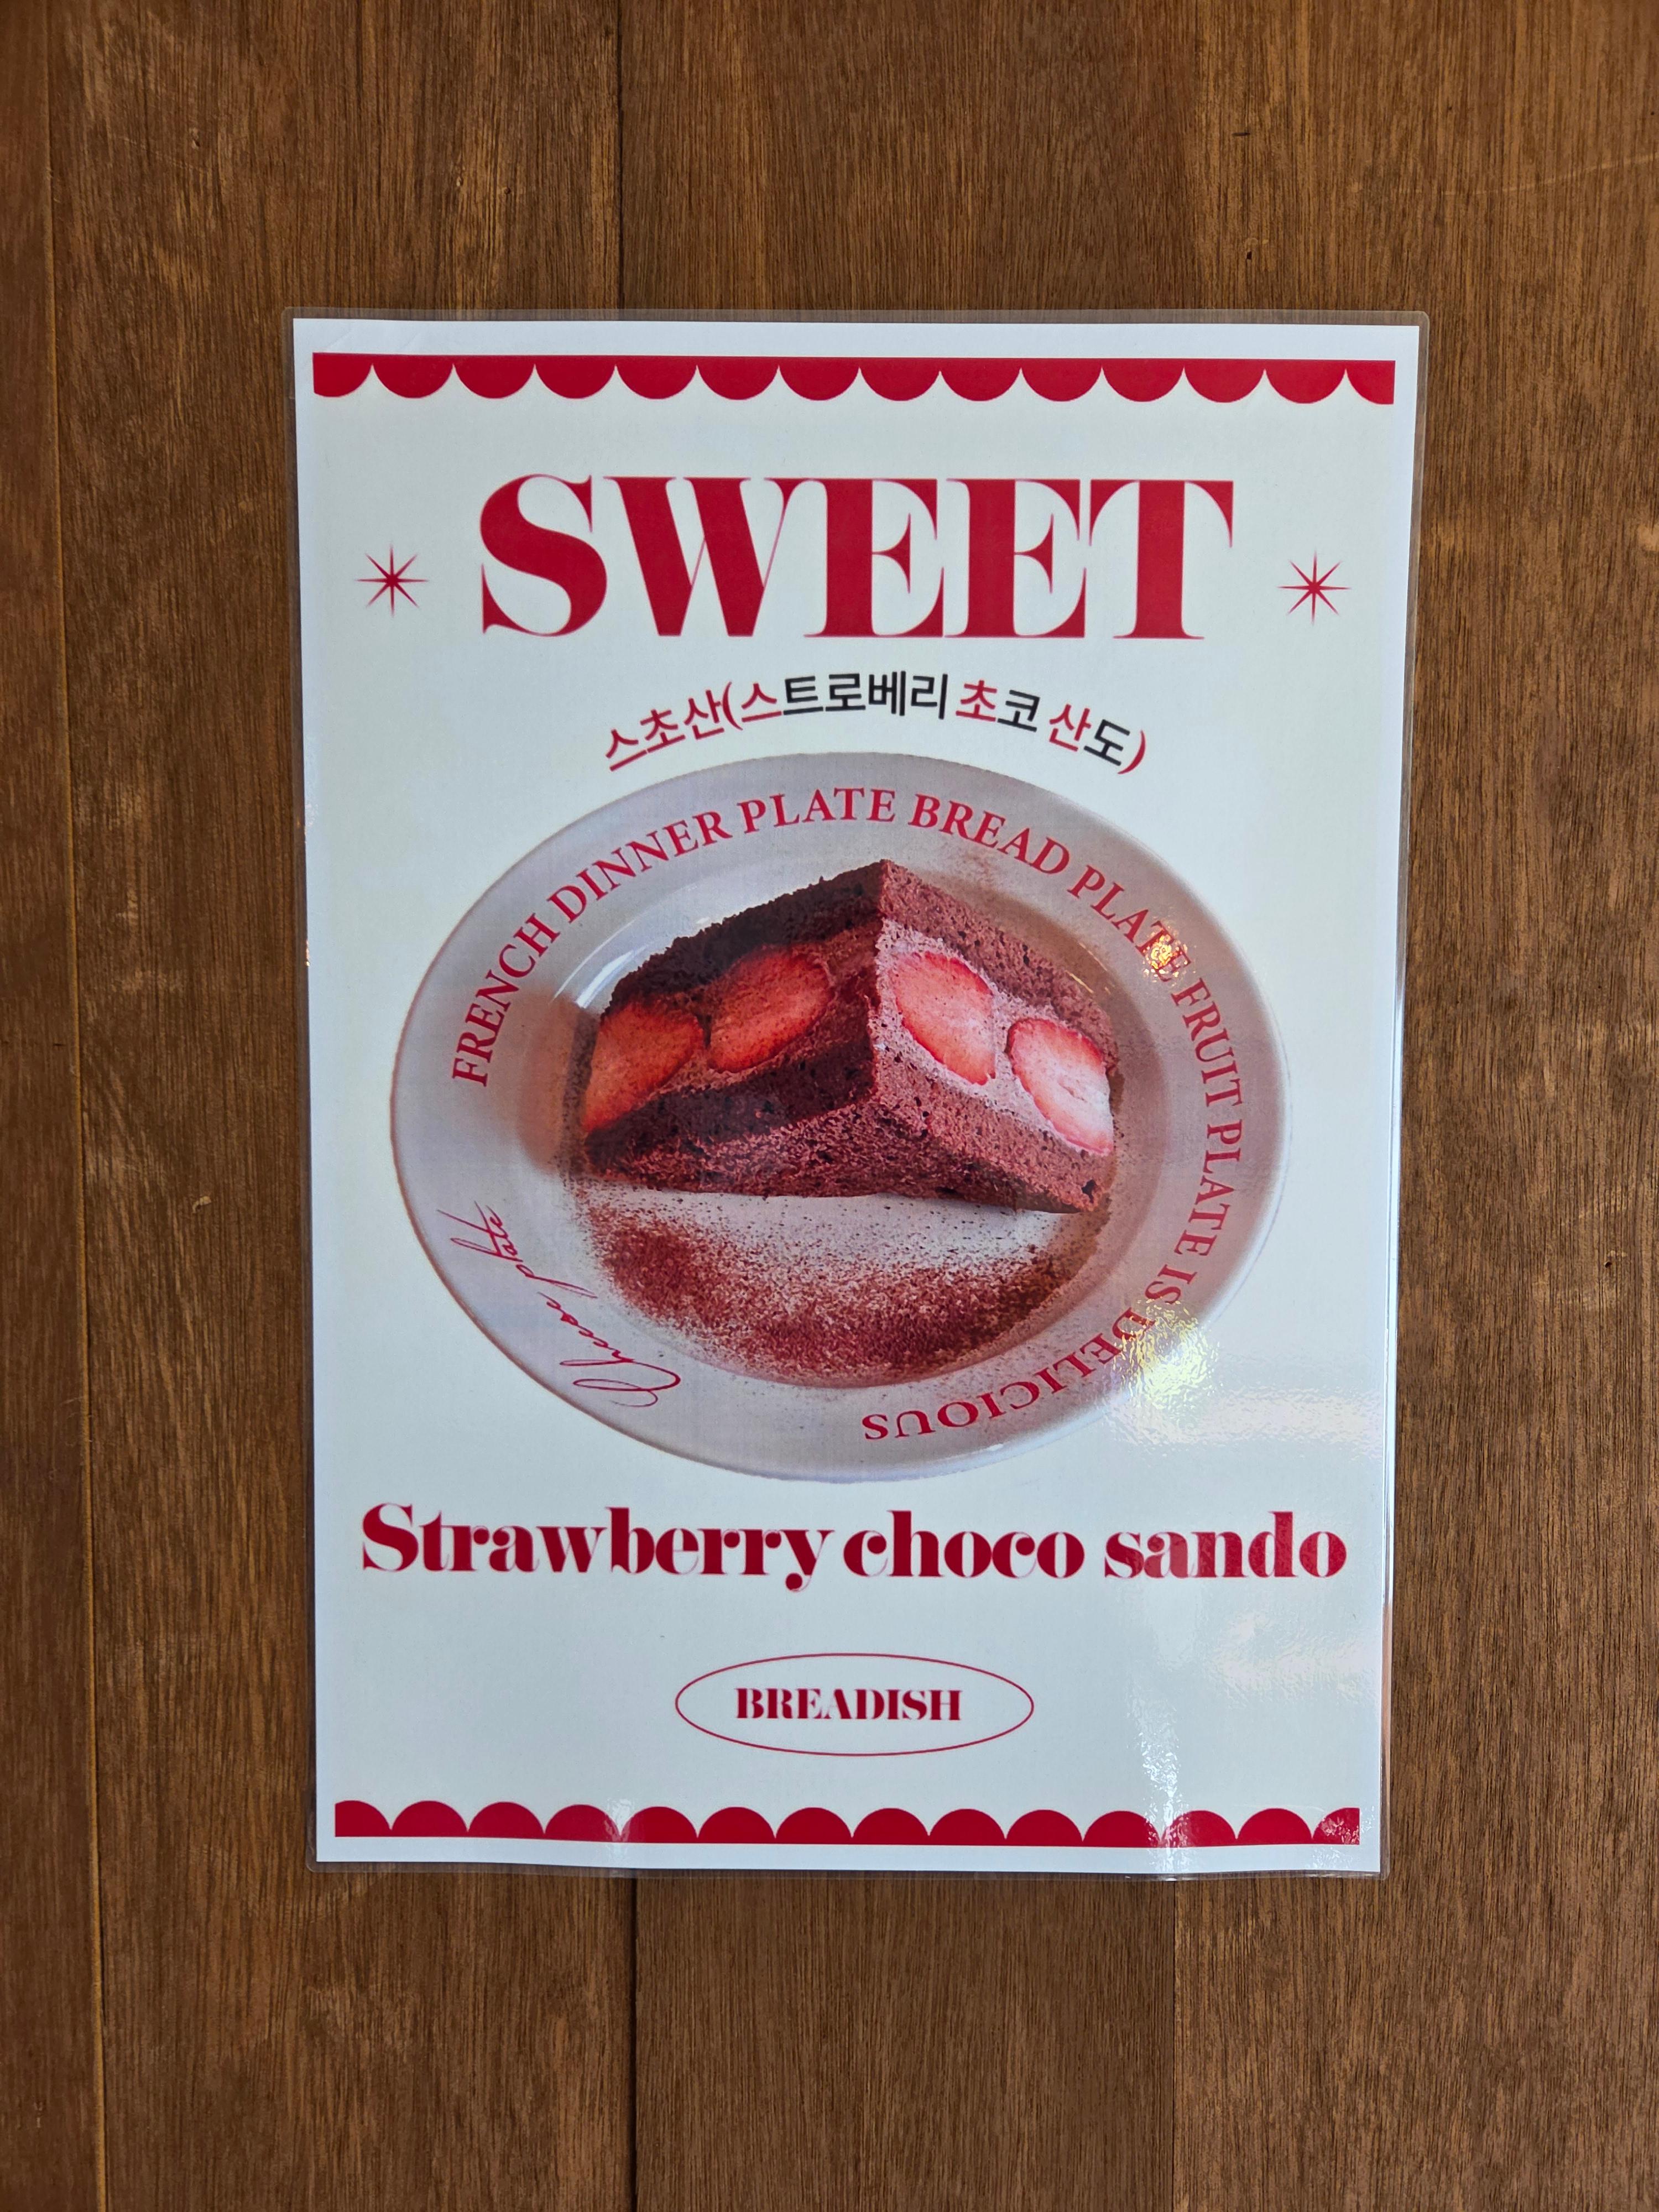 SWEET
스초산(스트로베리 초코 산도)
FRENCH DINNER PLATE BREAD PLATE FRUIT PLATE IS DELICIOUS
plate
Strawberry choco sando
BREADISH